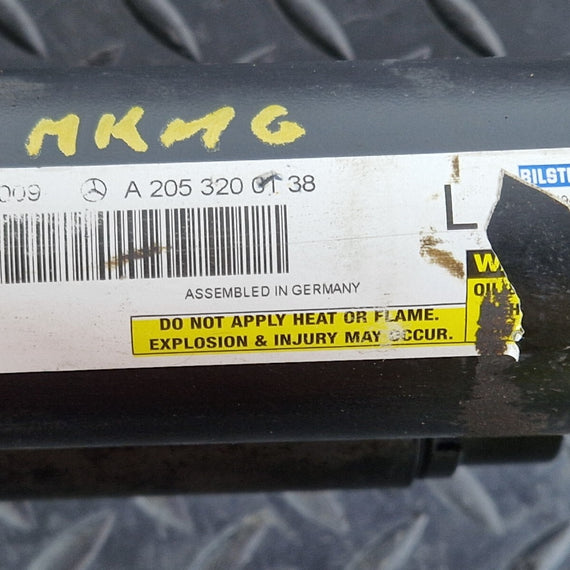 MKMG
009 A 205 320 01 38
L
BILST
ASSEMBLED IN GERMANY
DO NOT APPLY HEAT OR FLAME.
EXPLOSION & INJURY MAY OCCUR.
W
OIL